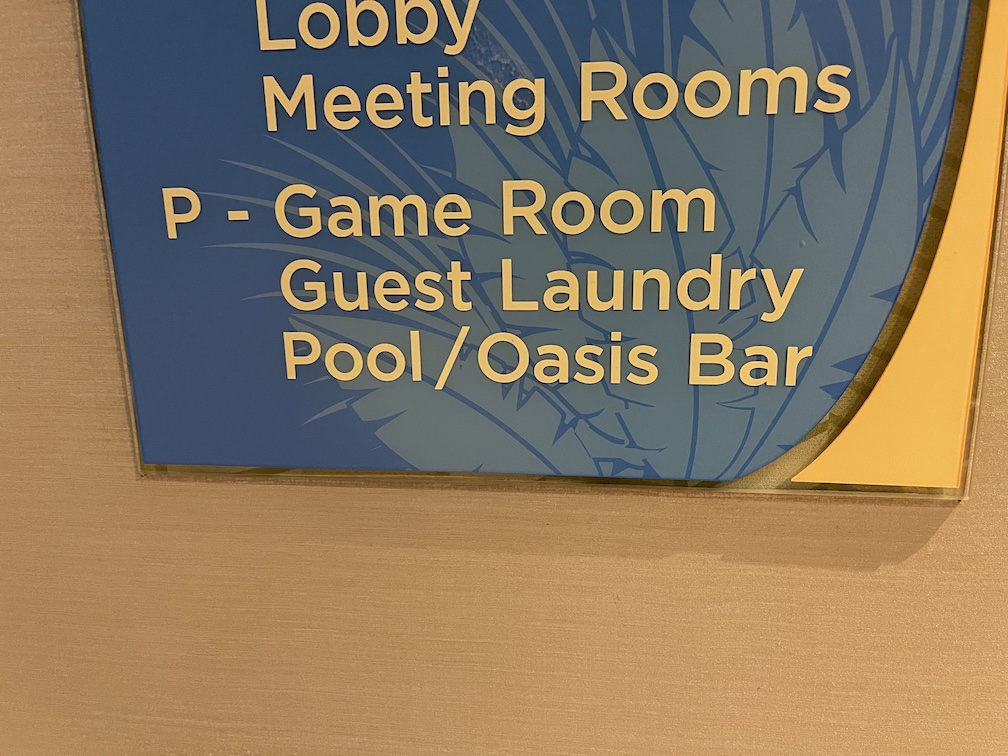 Lobby
Meeting Rooms
P - Game Room
Guest Laundry
Pool/Oasis Bar